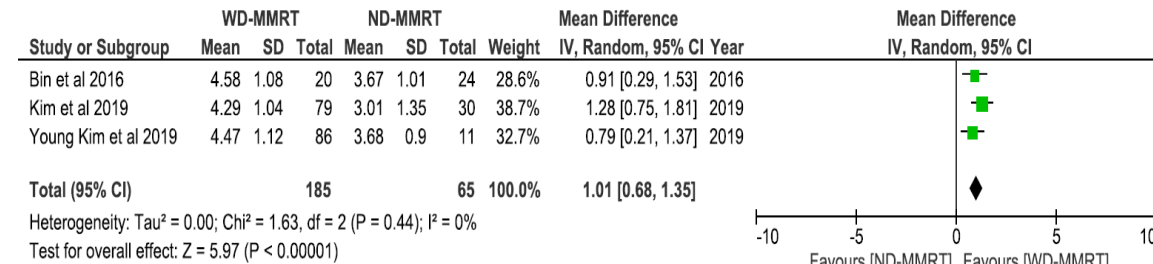 WD-MMRT ND-MMRT Mean Difference Mean Difference
Study or Subgroup Mean SD Total Mean SD Total Weight IV, Random, 95% CI Year IV, Random, 95% CI
Bin et al 2016 4.58 1.08 20 3.67 1.01 24 28.6% 0.91 [0.29, 1.53] 2016
Kim et al 2019 4.29 1.04 79 3.01 1.35 30 38.7% 1.28 [0.75, 1.81] 2019
Young Kim et al 2019 4.47 1.12 86 3.68 0.9 11 32.7% 0.79 [0.21, 1.37] 2019
Total (95% CI) 185 65 100.0% 1.01 [0.68, 1.35]
Heterogeneity: Tau² = 0.00; Chi² = 1.63, df = 2 (P = 0.44); I² = 0%
Test for overall effect: Z = 5.97 (P < 0.00001)
-10 -5 0 5 10
Favours [ND-MMRT] Favours [WD-MMRT]